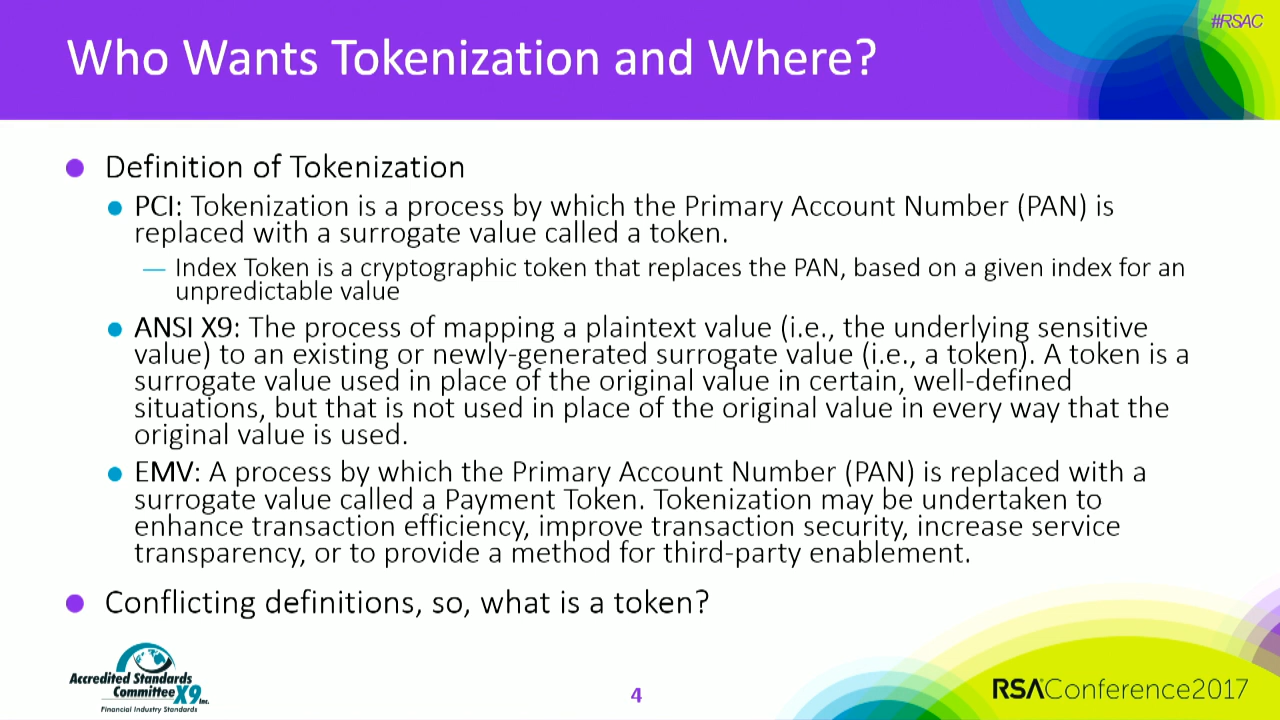 #RSAC
Who Wants Tokenization and Where?
Definition of Tokenization
PCI: Tokenization is a process by which the Primary Account Number (PAN) is
replaced with a surrogate value called a token.
— Index Token is a cryptographic token that replaces the PAN, based on a given index for an
unpredictable value
ANSI X9: The process of mapping a plaintext value (i.e., the underlying sensitive
value) to an existing or newly-generated surrogate value (i.e., a token). A token is a
surrogate value used in place of the original value in certain, well-defined
situations, but that is not used in place of the original value in every way that the
original value is used.
EMV: A process by which the Primary Account Number (PAN) is replaced with a
surrogate value called a Payment Token. Tokenization may be undertaken to
enhance transaction efficiency, improve transaction security, increase service
transparency, or to provide a method for third-party enablement.
Conflicting definitions, so, what is a token?
Accredited Standards
Committee X9 Inc.
Financial Industry Standards
4
RSAConference2017